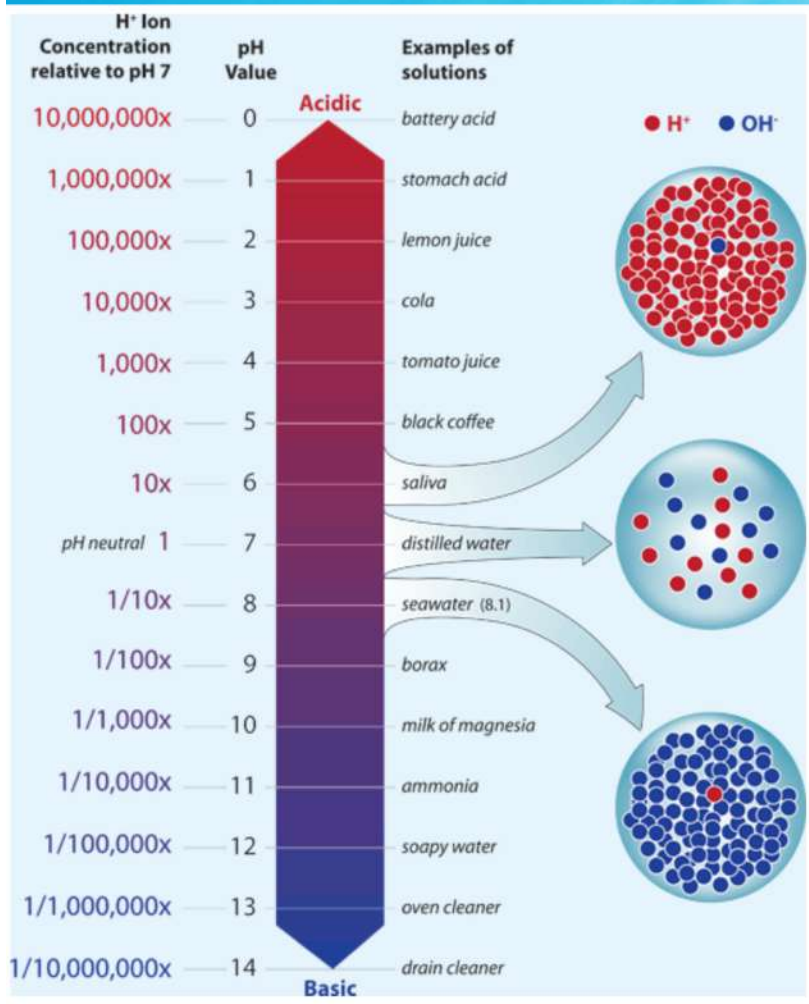 H⁺ Ion
Concentration
relative to pH 7
pH
Value
Examples of
solutions
Acidic
H⁺ OH⁻
10,000,000x 0 battery acid
1,000,000x 1 stomach acid
100,000x 2 lemon juice
10,000x 3 cola
1,000x 4 tomato juice
100x 5 black coffee
10x 6 saliva
pH neutral 1 7 distilled water
1/10x 8 seawater (8.1)
1/100x 9 borax
1/1,000x 10 milk of magnesia
1/10,000x 11 ammonia
1/100,000x 12 soapy water
1/1,000,000x 13 oven cleaner
1/10,000,000x 14 drain cleaner
Basic